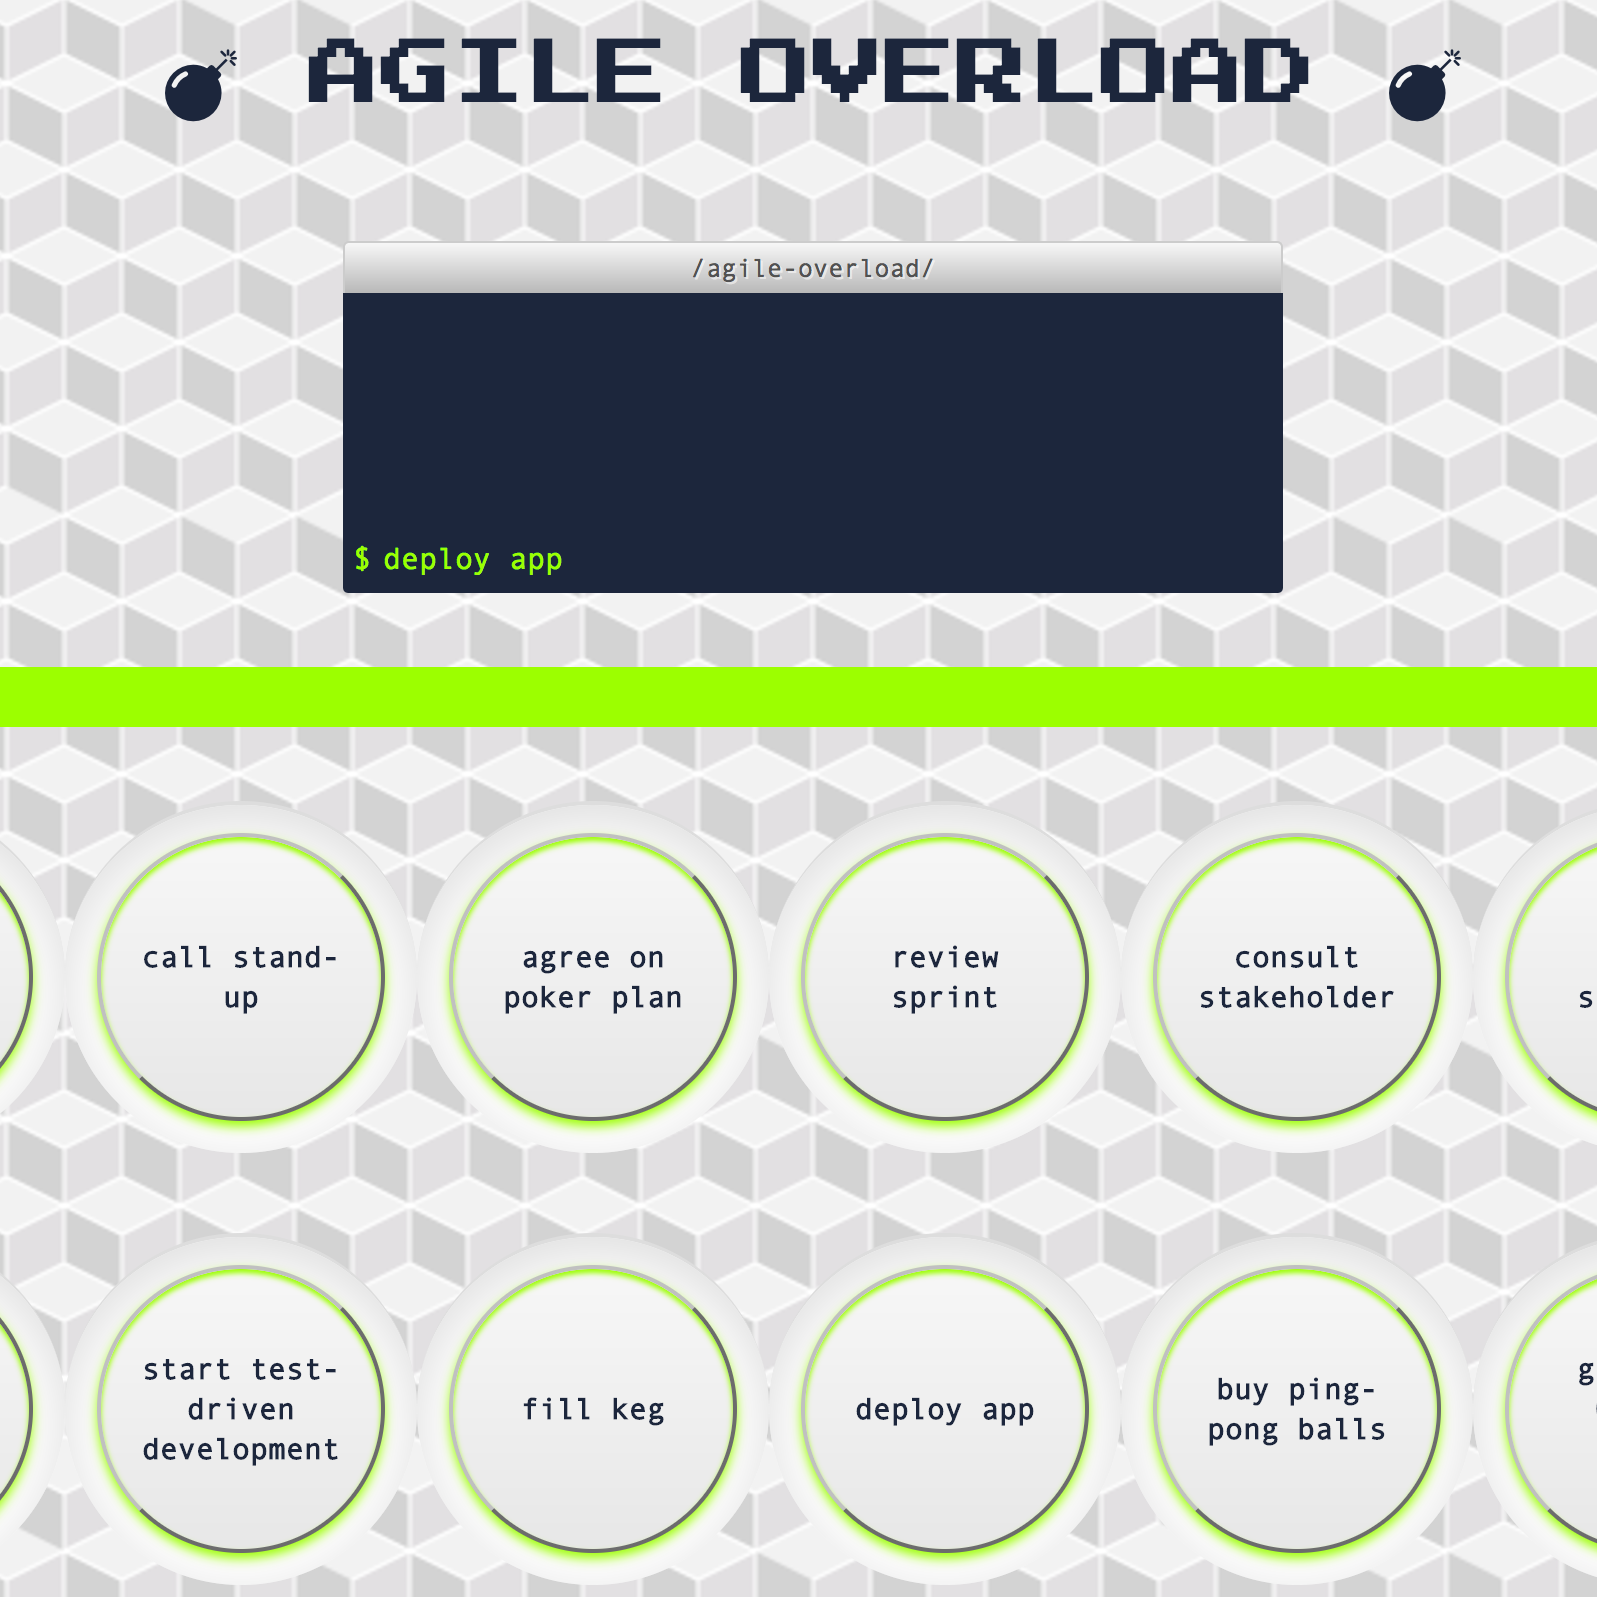 AGILE OVERLOAD
/agile-overload/
$ deploy app
call stand-
up
agree on
poker plan
review
sprint
consult
stakeholder
s
start test-
driven
development
fill keg
deploy app
buy ping-
pong balls
g